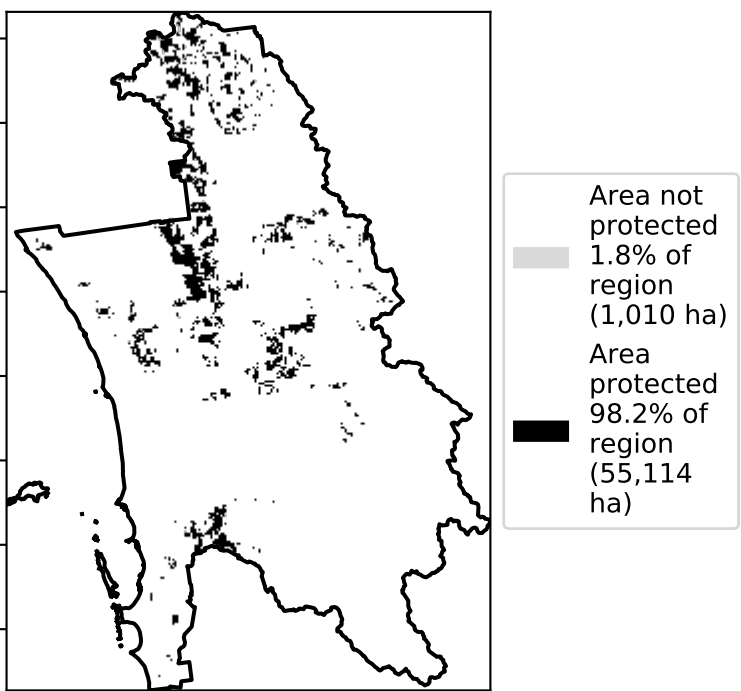 Area not
protected
1.8% of
region
(1,010 ha)
Area
protected
98.2% of
region
(55,114
ha)